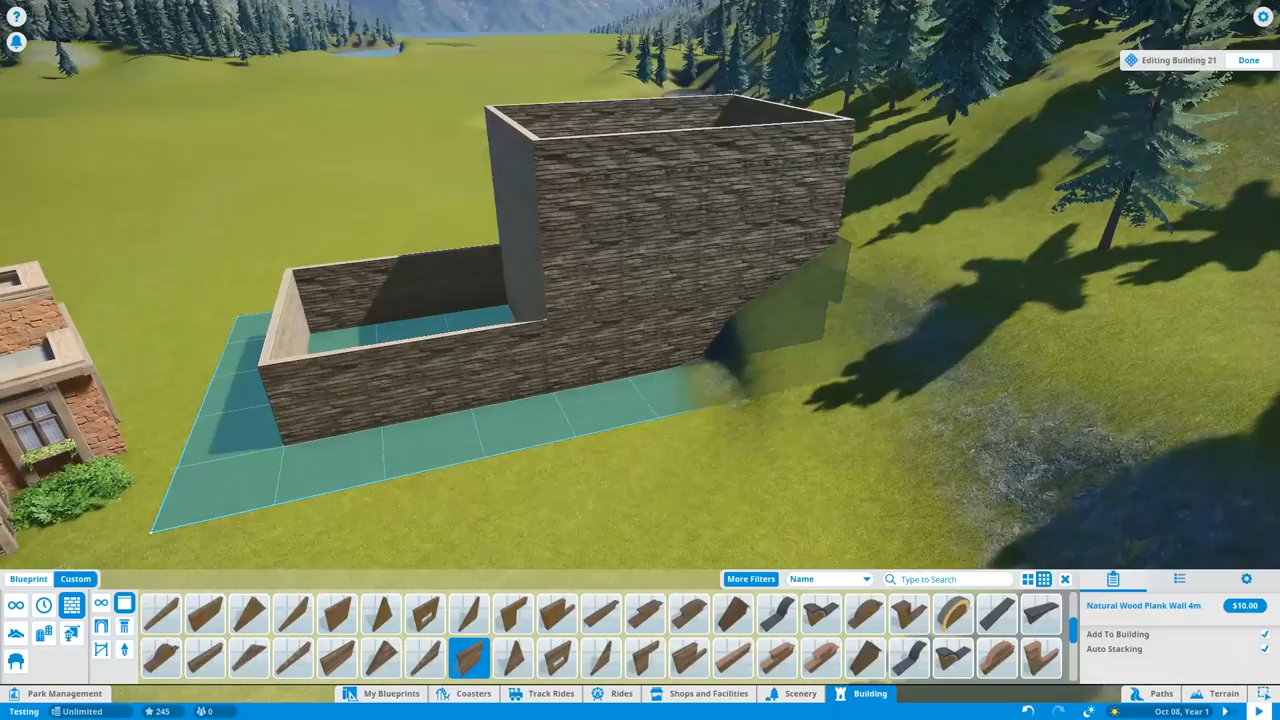 Editing Building 21 Done
Blueprint Custom More Filters Name Type to Search
Natural Wood Plank Wall 4m $10.00
Add To Building
Auto Stacking
Park Management My Blueprints Coasters Track Rides Rides Shops and Facilities Scenery Building Paths Terrain
Testing Unlimited 245 0 Oct 08, Year 1